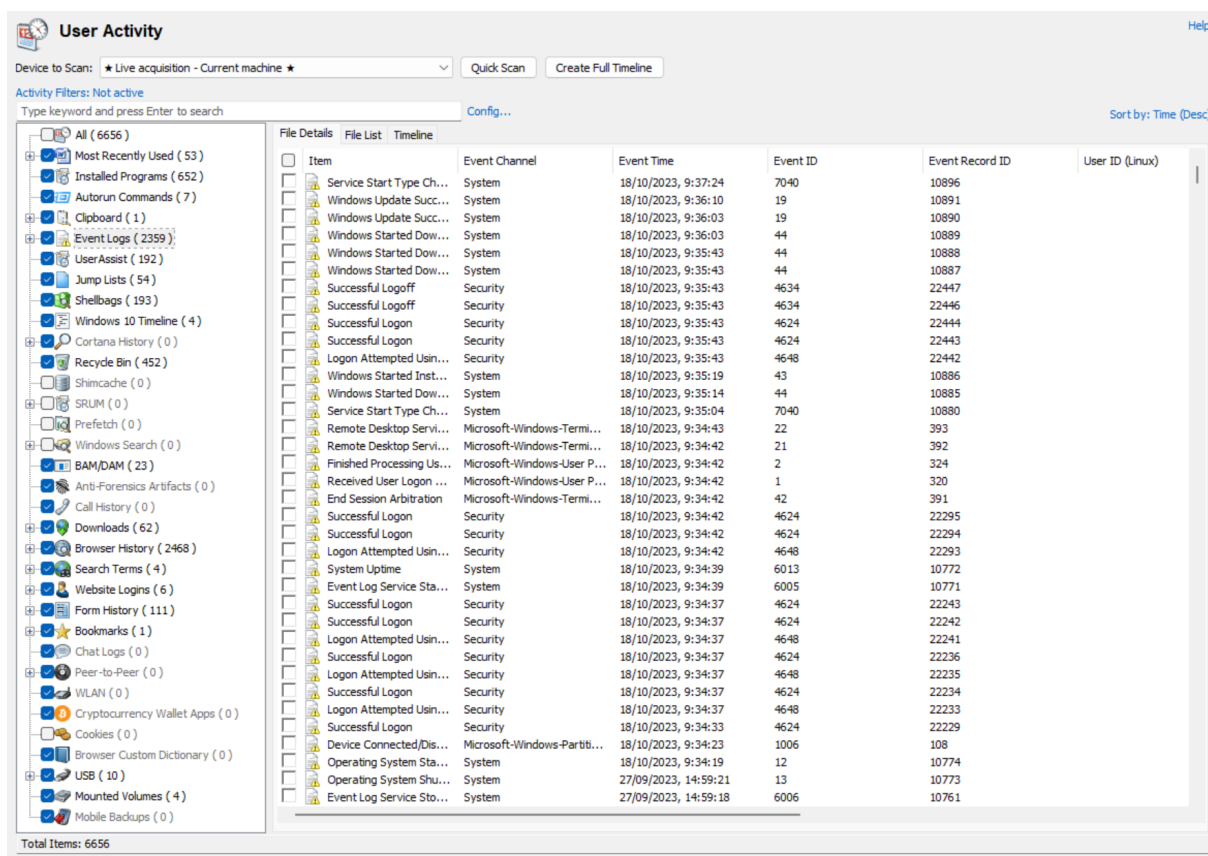 User Activity
Help
Device to Scan: ★ Live acquisition - Current machine ★ Quick Scan Create Full Timeline
Activity Filters: Not active
Type keyword and press Enter to search Config...
Sort by: Time (Desc)
All ( 6656 )
Most Recently Used ( 53 )
Installed Programs ( 652 )
Autorun Commands ( 7 )
Clipboard ( 1 )
Event Logs ( 2359 )
UserAssist ( 192 )
Jump Lists ( 54 )
Shellbags ( 193 )
Windows 10 Timeline ( 4 )
Cortana History ( 0 )
Recycle Bin ( 452 )
Shimcache ( 0 )
SRUM ( 0 )
Prefetch ( 0 )
Windows Search ( 0 )
BAM/DAM ( 23 )
Anti-Forensics Artifacts ( 0 )
Call History ( 0 )
Downloads ( 62 )
Browser History ( 2468 )
Search Terms ( 4 )
Website Logins ( 6 )
Form History ( 111 )
Bookmarks ( 1 )
Chat Logs ( 0 )
Peer-to-Peer ( 0 )
WLAN ( 0 )
Cryptocurrency Wallet Apps ( 0 )
Cookies ( 0 )
Browser Custom Dictionary ( 0 )
USB ( 10 )
Mounted Volumes ( 4 )
Mobile Backups ( 0 )
File Details File List Timeline
Item Event Channel Event Time Event ID Event Record ID User ID (Linux)
Service Start Type Ch... System 18/10/2023, 9:37:24 7040 10896
Windows Update Succ... System 18/10/2023, 9:36:10 19 10891
Windows Update Succ... System 18/10/2023, 9:36:03 19 10890
Windows Started Dow... System 18/10/2023, 9:36:03 44 10889
Windows Started Dow... System 18/10/2023, 9:35:43 44 10888
Windows Started Dow... System 18/10/2023, 9:35:43 44 10887
Successful Logoff Security 18/10/2023, 9:35:43 4634 22447
Successful Logoff Security 18/10/2023, 9:35:43 4634 22446
Successful Logon Security 18/10/2023, 9:35:43 4624 22444
Successful Logon Security 18/10/2023, 9:35:43 4624 22443
Logon Attempted Usin... Security 18/10/2023, 9:35:43 4648 22442
Windows Started Inst... System 18/10/2023, 9:35:19 43 10886
Windows Started Dow... System 18/10/2023, 9:35:14 44 10885
Service Start Type Ch... System 18/10/2023, 9:35:04 7040 10880
Remote Desktop Servi... Microsoft-Windows-Termi... 18/10/2023, 9:34:43 22 393
Remote Desktop Servi... Microsoft-Windows-Termi... 18/10/2023, 9:34:42 21 392
Finished Processing Us... Microsoft-Windows-User P... 18/10/2023, 9:34:42 2 324
Received User Logon ... Microsoft-Windows-User P... 18/10/2023, 9:34:42 1 320
End Session Arbitration Microsoft-Windows-Termi... 18/10/2023, 9:34:42 42 391
Successful Logon Security 18/10/2023, 9:34:42 4624 22295
Successful Logon Security 18/10/2023, 9:34:42 4624 22294
Logon Attempted Usin... Security 18/10/2023, 9:34:42 4648 22293
System Uptime System 18/10/2023, 9:34:39 6013 10772
Event Log Service Sta... System 18/10/2023, 9:34:39 6005 10771
Successful Logon Security 18/10/2023, 9:34:37 4624 22243
Successful Logon Security 18/10/2023, 9:34:37 4624 22242
Logon Attempted Usin... Security 18/10/2023, 9:34:37 4648 22241
Successful Logon Security 18/10/2023, 9:34:37 4624 22236
Logon Attempted Usin... Security 18/10/2023, 9:34:37 4648 22235
Successful Logon Security 18/10/2023, 9:34:37 4624 22234
Logon Attempted Usin... Security 18/10/2023, 9:34:37 4648 22233
Successful Logon Security 18/10/2023, 9:34:33 4624 22229
Device Connected/Dis... Microsoft-Windows-Partiti... 18/10/2023, 9:34:23 1006 108
Operating System Sta... System 18/10/2023, 9:34:19 12 10774
Operating System Shu... System 27/09/2023, 14:59:21 13 10773
Event Log Service Sto... System 27/09/2023, 14:59:18 6006 10761
Total Items: 6656